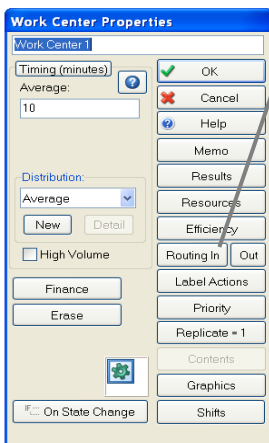 Work Center Properties
Work Center 1
Timing (minutes)
Average:
10
Distribution:
Average
New Detail
High Volume
Finance
Erase
IF On State Change
OK
Cancel
Help
Memo
Results
Resources
Efficiency
Routing In Out
Label Actions
Priority
Replicate = 1
Contents
Graphics
Shifts